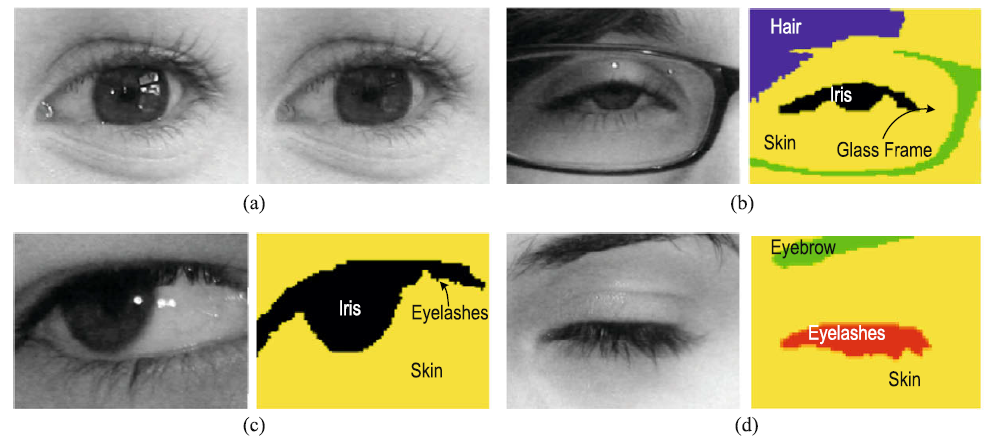 Hair
Iris
Skin
Glass Frame
(a)
(b)
Iris
Eyelashes
Skin
Eyebrow
Eyelashes
Skin
(c)
(d)